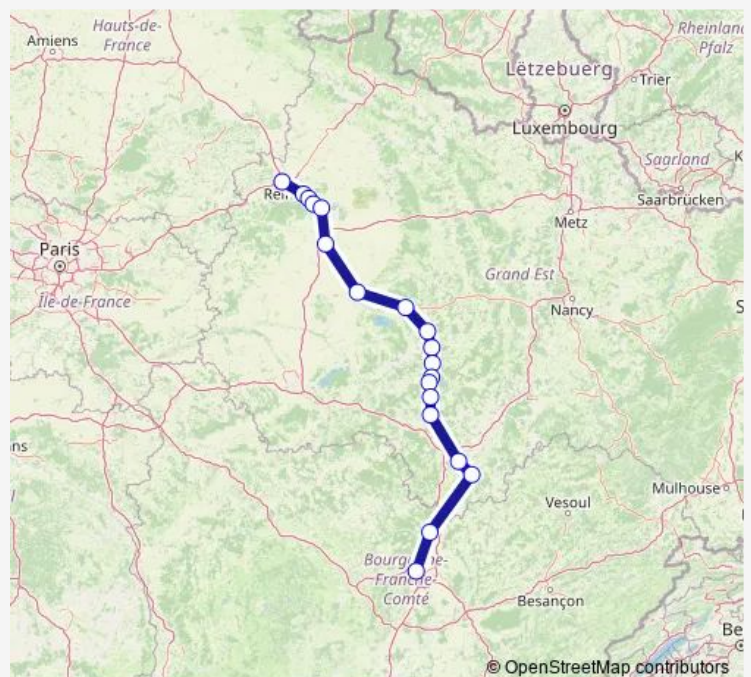 Hauts-de-
France
Amiens
Rheinland
Pfalz
Lëtzebuerg
Trier
Luxembourg
Saarland
Saarbrücken
Metz
Paris
Île-de-France
Grand Est
Nancy
Vesoul
Mulhouse
Franche-
Comté
Besançon
© OpenStreetMap contributors